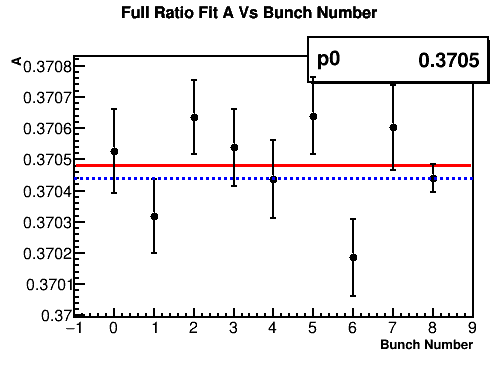 Full Ratio Fit A Vs Bunch Number
p0 0.3705
A
0.3708
0.3707
0.3706
0.3705
0.3704
0.3703
0.3702
0.3701
0.37
−1 0 1 2 3 4 5 6 7 8 9
Bunch Number